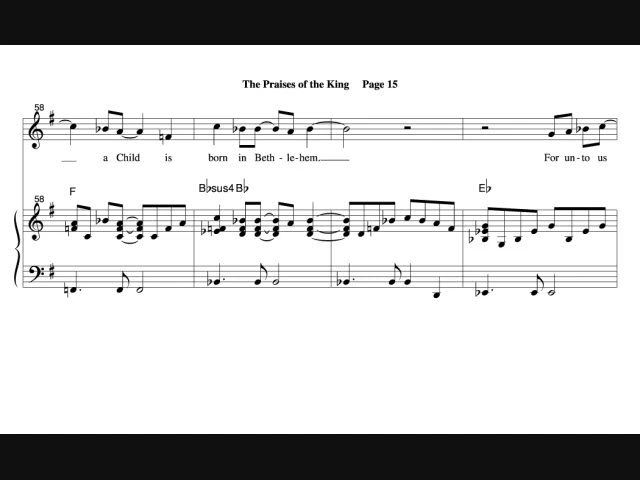 The Praises of the King Page 15
58
a Child is born in Beth - le-hem. For un-to us
58
F B♭sus4 B♭ E♭